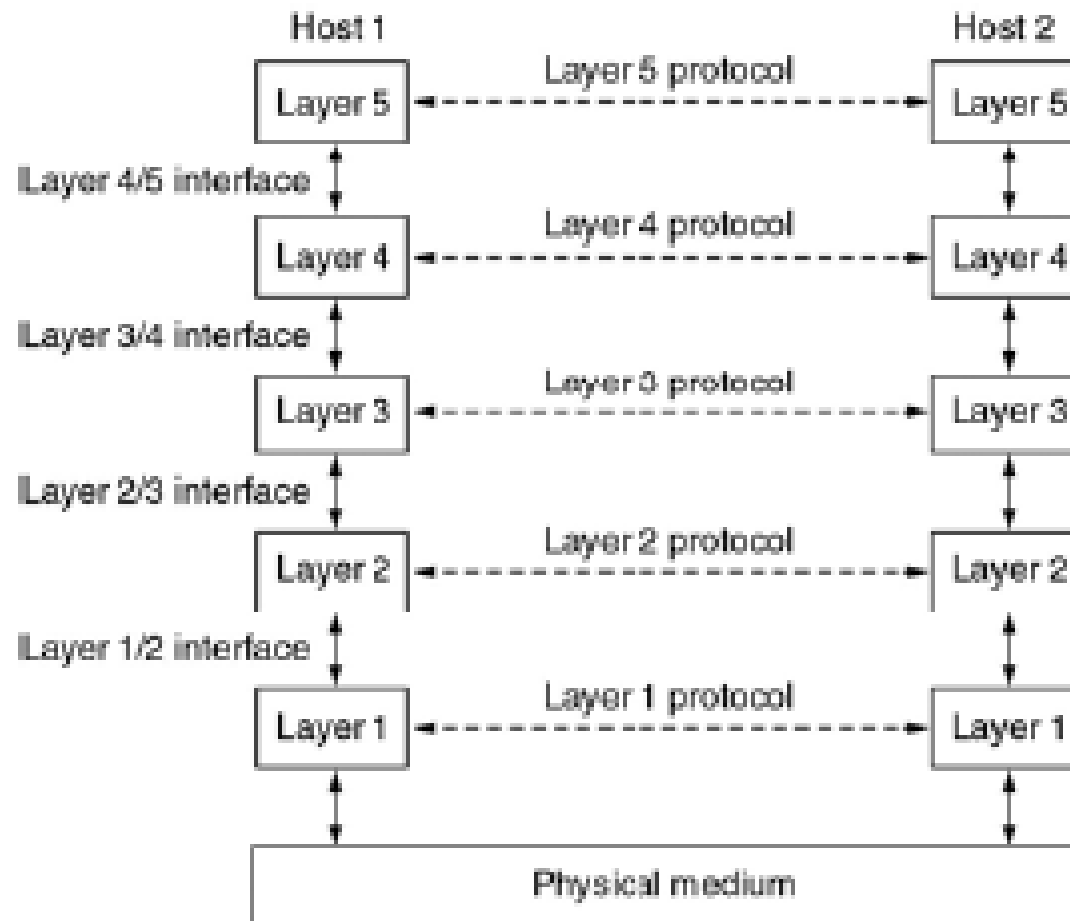 Host 1
Host 2
Layer 5 protocol
Layer 5
Layer 5
Layer 4/5 interface
Layer 4 protocol
Layer 4
Layer 4
Layer 3/4 interface
Layer 3 protocol
Layer 3
Layer 3
Layer 2/3 interface
Layer 2 protocol
Layer 2
Layer 2
Layer 1/2 interface
Layer 1 protocol
Layer 1
Layer 1
Physical medium